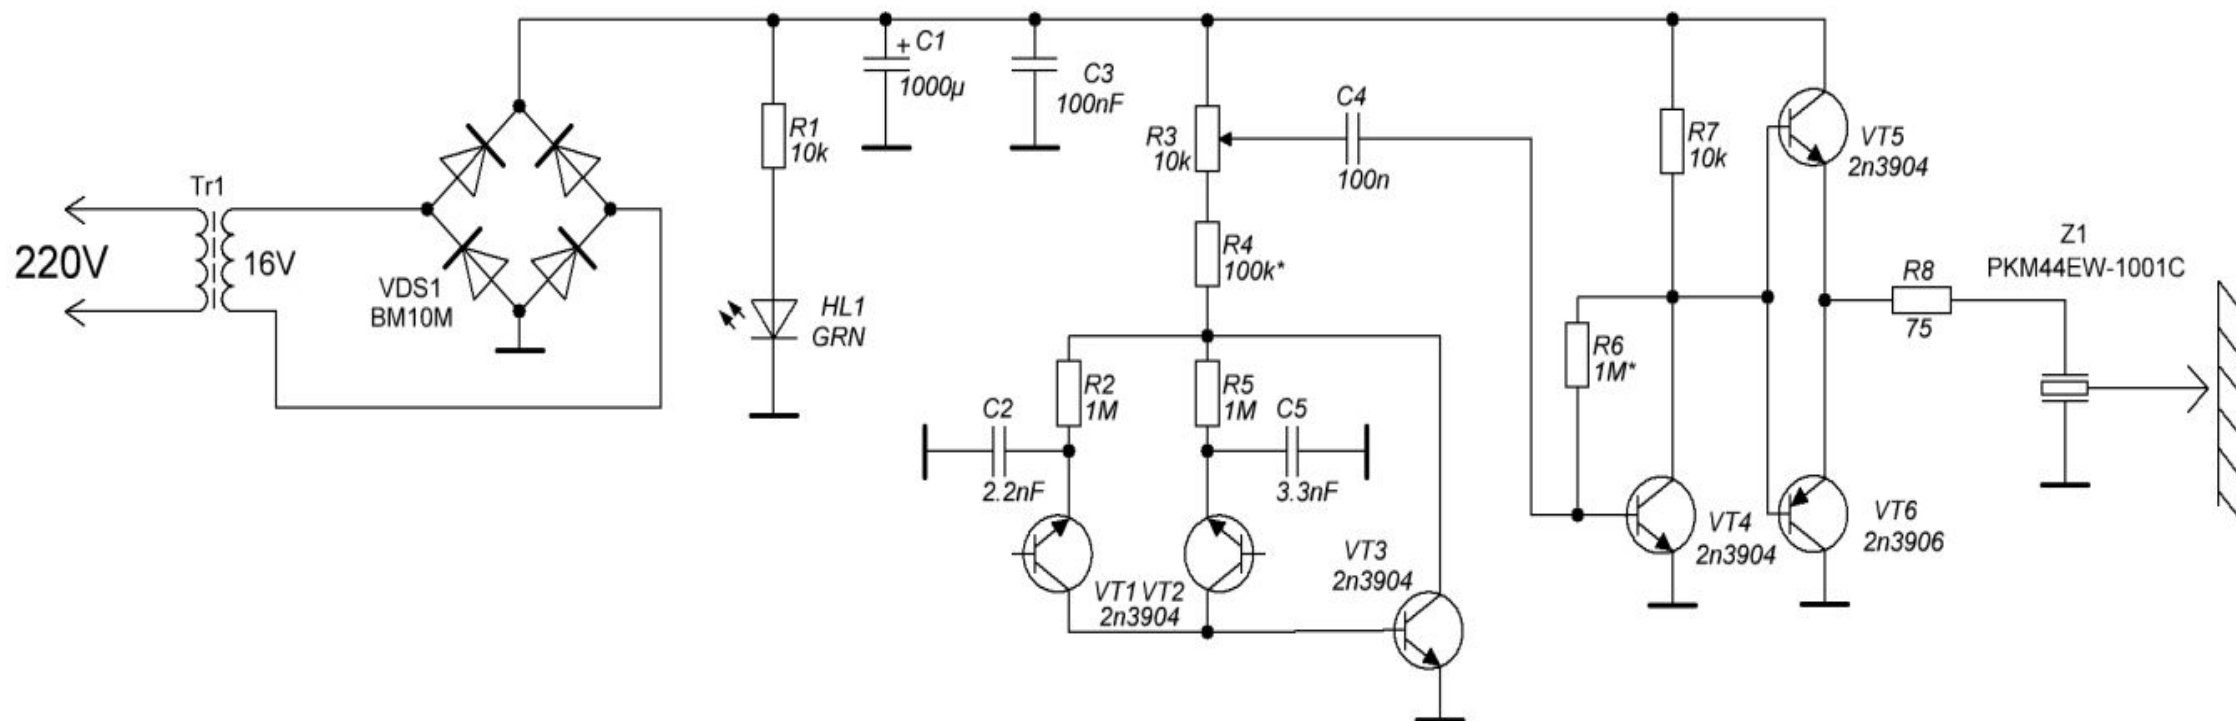 220V
Tr1
16V
VDS1
BM10M
R1
10k
HL1
GRN
+ C1
1000µ
C3
100nF
R3
10k
C4
100n
R4
100k*
R2
1M
R5
1M
C2
2.2nF
C5
3.3nF
VT1 VT2
2n3904
VT3
2n3904
R7
10k
R6
1M*
VT4
2n3904
VT5
2n3904
VT6
2n3906
R8
75
Z1
PKM44EW-1001C